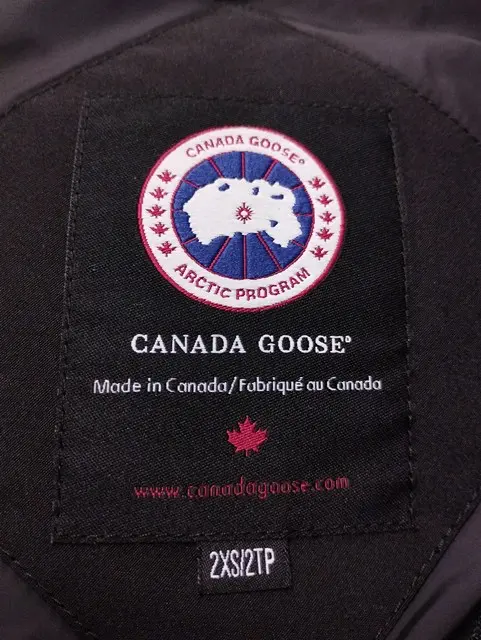 CANADA GOOSE®
ARCTIC PROGRAM
CANADA GOOSE®
Made in Canada/Fabriqué au Canada
www.canadagoose.com
2XS/2TP